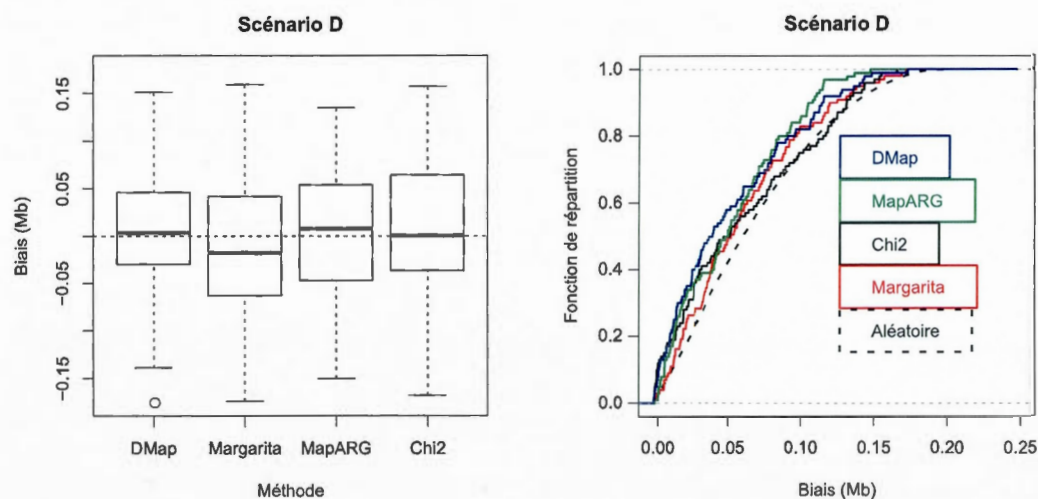 Scénario D
Biais (Mb)
0.15
0.05
−0.05
−0.15
DMap
Margarita
MapARG
Chi2
Méthode
Scénario D
Fonction de répartition
1.0
0.8
0.6
0.4
0.2
0.0
DMap
MapARG
Chi2
Margarita
Aléatoire
0.00
0.05
0.10
0.15
0.20
0.25
Biais (Mb)